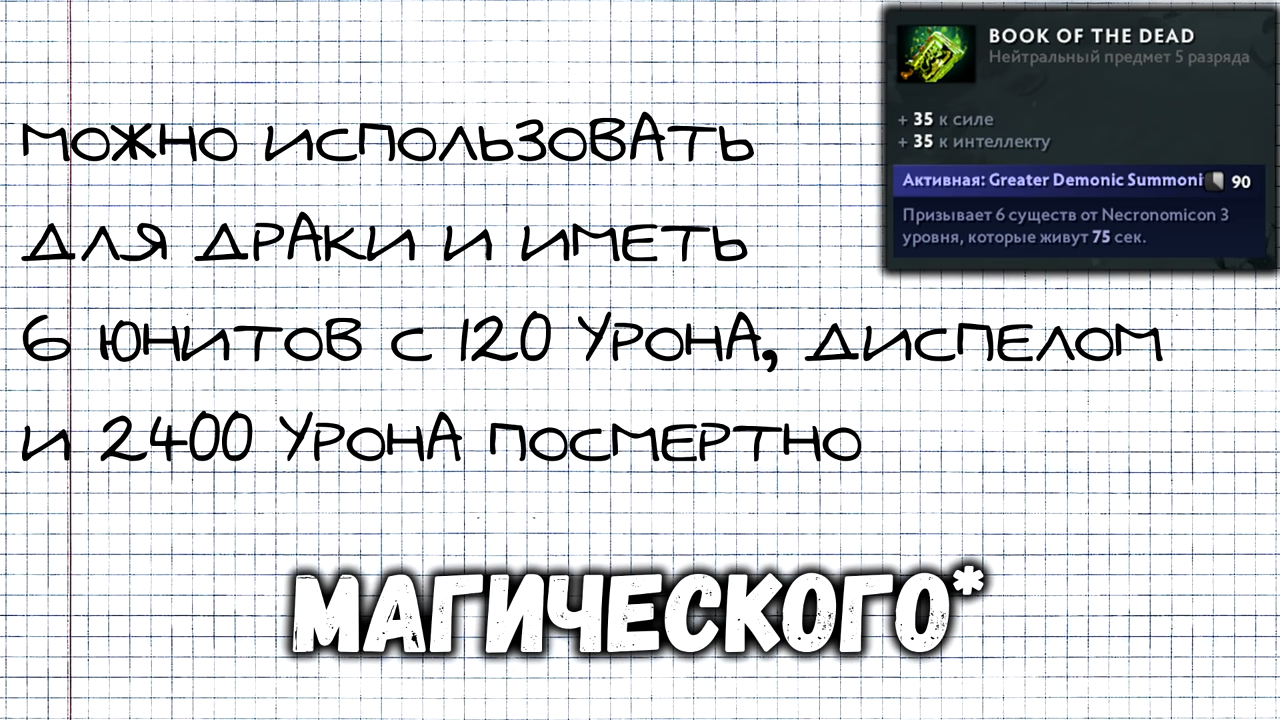 BOOK OF THE DEAD
Нейтральный предмет 5 разряда
+ 35 к силе
+ 35 к интеллекту
Активная: Greater Demonic Summoni 90
Призывает 6 существ от Necronomicon 3
уровня, которые живут 75 сек.
МОЖНО ИСПОЛЬЗОВАТЬ
ДЛЯ ДРАКИ И ИМЕТЬ
6 ЮНИТОВ С 120 УРОНА, ДИСПЕЛОМ
И 2400 УРОНА ПОСМЕРТНО
МАГИЧЕСКОГО*